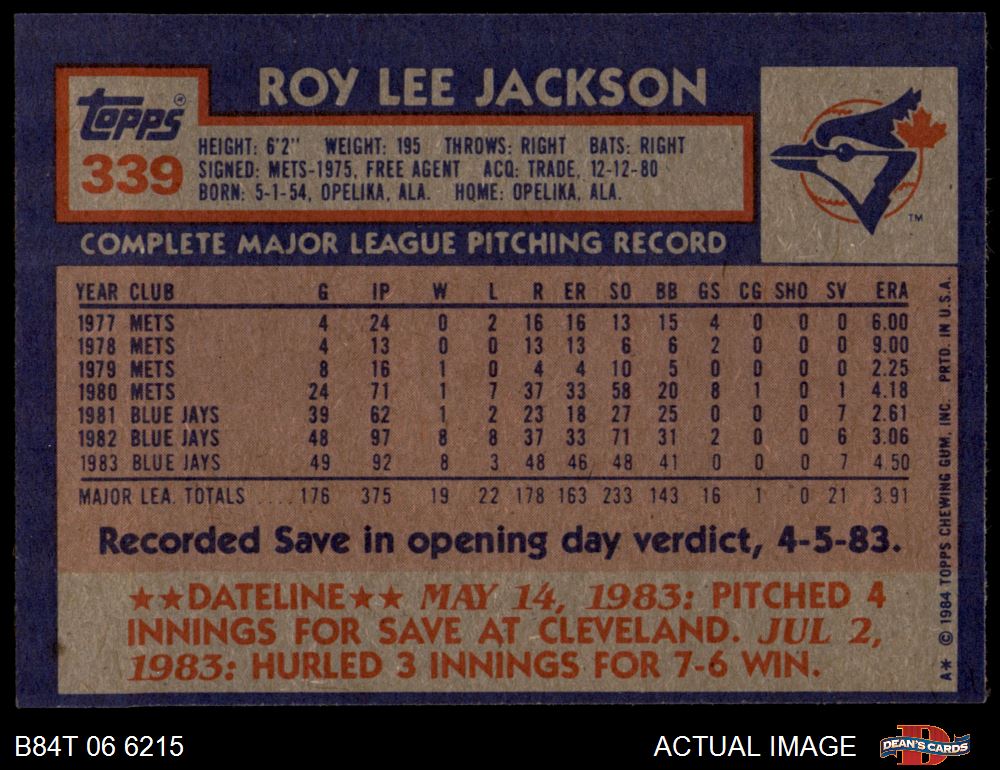 ROY LEE JACKSON
Topps®
339
HEIGHT: 6'2" WEIGHT: 195 THROWS: RIGHT BATS: RIGHT
SIGNED: METS-1975, FREE AGENT ACQ: TRADE, 12-12-80
BORN: 5-1-54, OPELIKA, ALA. HOME: OPELIKA, ALA.
TM
COMPLETE MAJOR LEAGUE PITCHING RECORD
YEAR CLUB G IP W L R ER SO BB GS CG SHO SV ERA
1977 METS 4 24 0 2 16 16 13 15 4 0 0 0 6.00
1978 METS 4 13 0 0 13 13 6 6 2 0 0 0 9.00
1979 METS 8 16 1 0 4 4 10 5 0 0 0 0 2.25
1980 METS 24 71 1 7 37 33 58 20 8 1 0 1 4.18
1981 BLUE JAYS 39 62 1 2 23 18 27 25 0 0 0 7 2.61
1982 BLUE JAYS 48 97 8 8 37 33 71 31 2 0 0 6 3.06
1983 BLUE JAYS 49 92 8 3 48 46 48 41 0 0 0 7 4.50
MAJOR LEA. TOTALS .... 176 375 19 22 178 163 233 143 16 1 0 21 3.91
Recorded Save in opening day verdict, 4-5-83.
★★DATELINE★★ MAY 14, 1983: PITCHED 4
INNINGS FOR SAVE AT CLEVELAND. JUL 2,
1983: HURLED 3 INNINGS FOR 7-6 WIN.
A* © 1984 TOPPS CHEWING GUM, INC. PRTD. IN U.S.A.
B84T 06 6215
ACTUAL IMAGE
DEAN'S CARDS